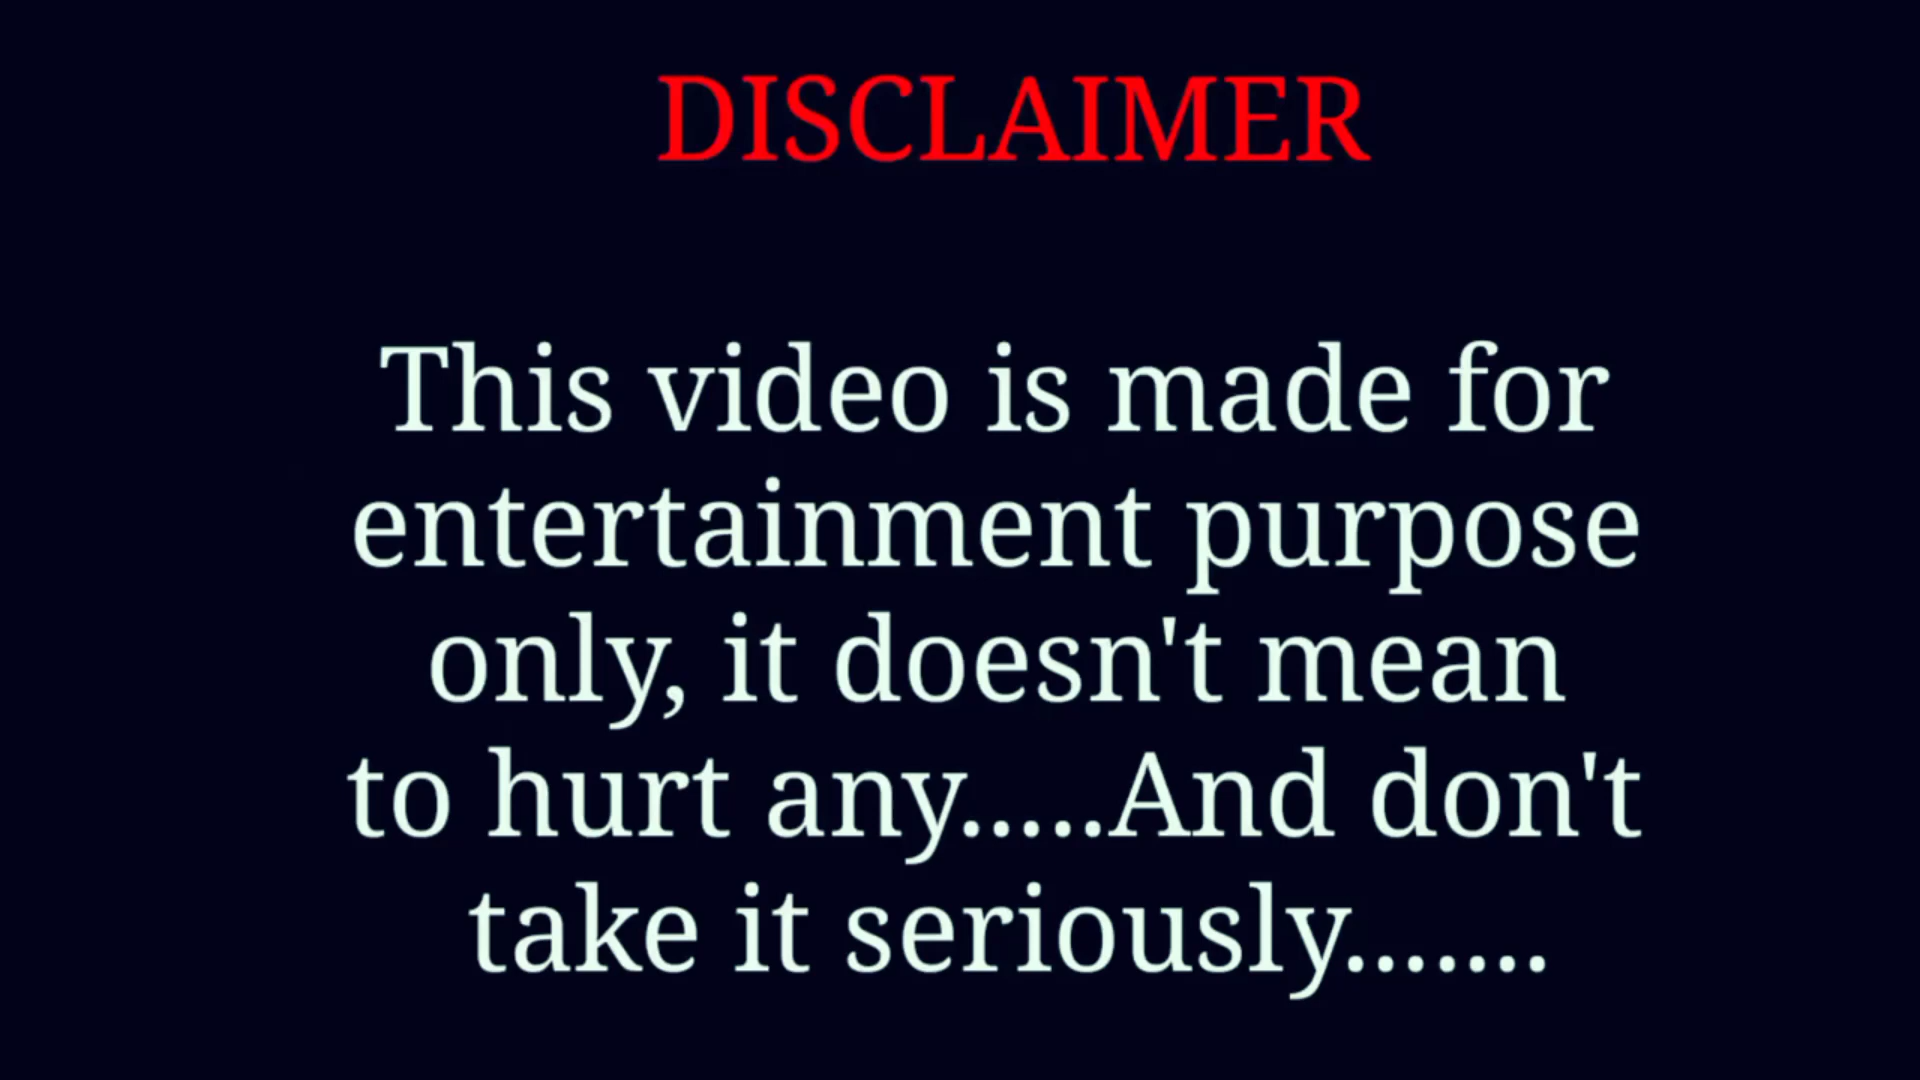 DISCLAIMER
This video is made for
entertainment purpose
only, it doesn't mean
to hurt any.....And don't
take it seriously.......